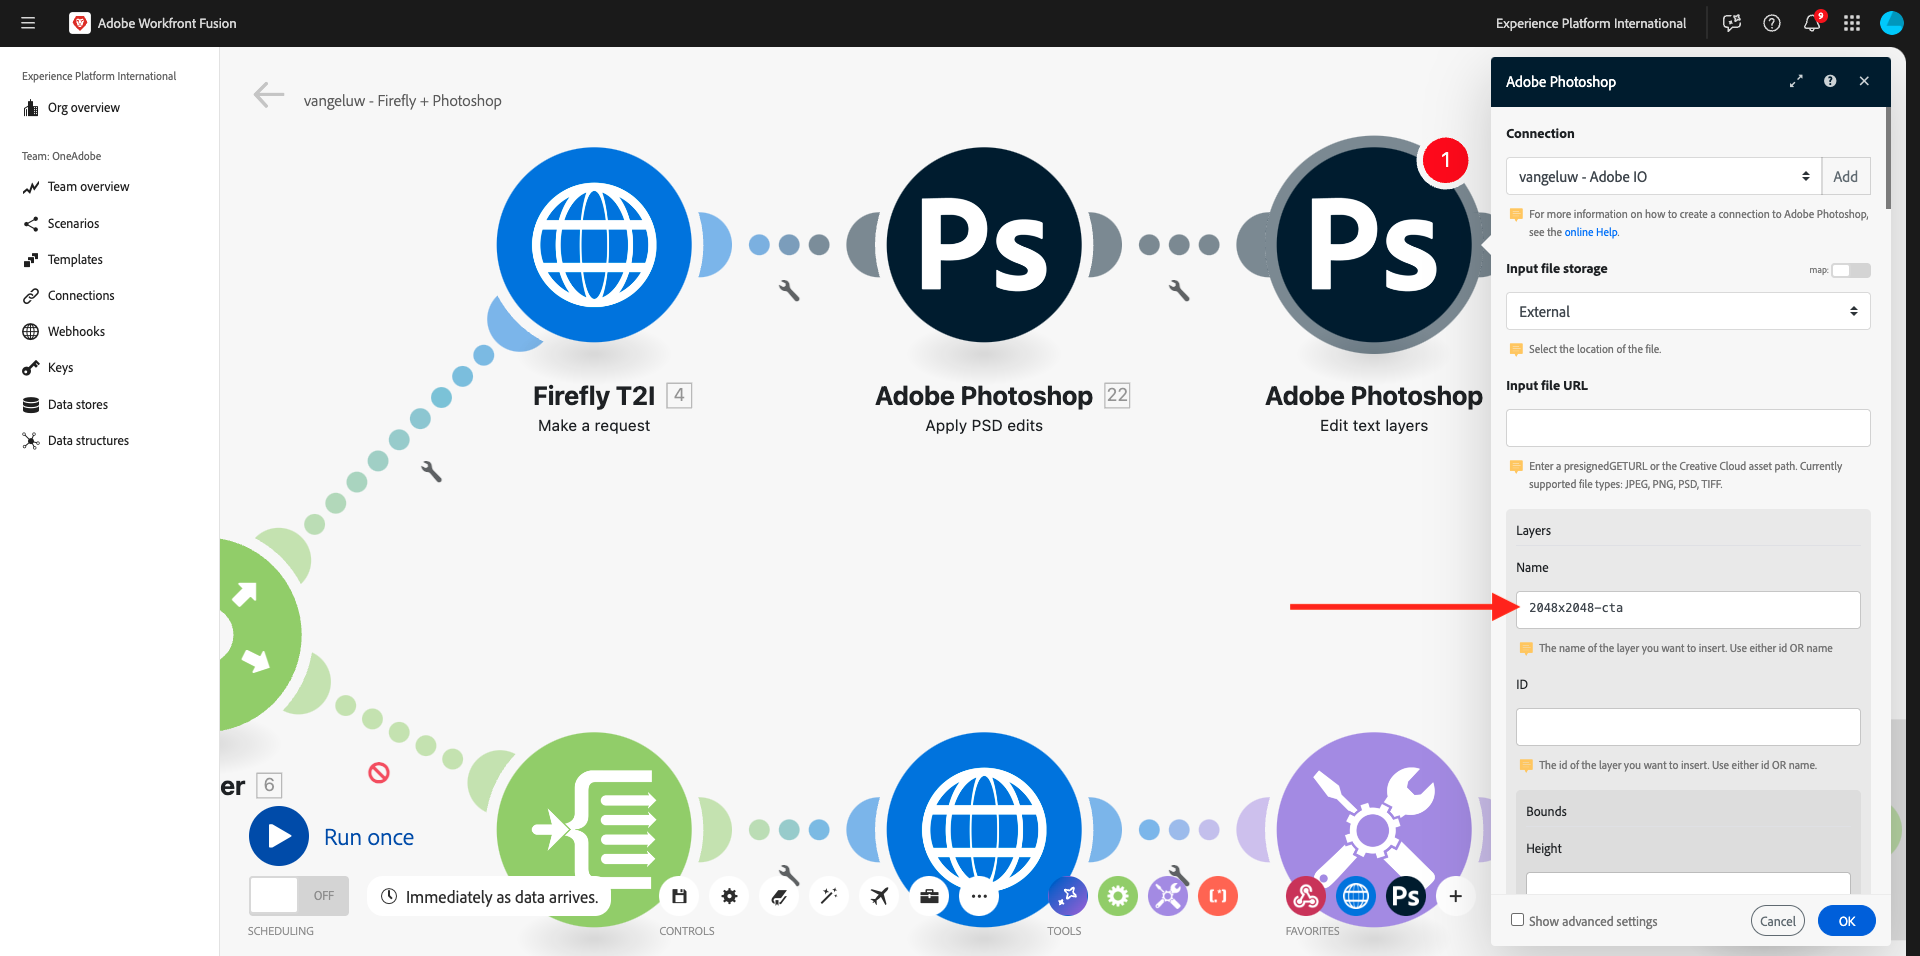 Adobe Workfront Fusion
Experience Platform International
9
Experience Platform International
Org overview
Team: OneAdobe
Team overview
Scenarios
Templates
Connections
Webhooks
Keys
Data stores
Data structures
vangeluw - Firefly + Photoshop
Ps
Ps
1
Firefly T2I 4
Make a request
Adobe Photoshop 22
Apply PSD edits
Adobe Photoshop
Edit text layers
er 6
Run once
OFF
Immediately as data arrives.
SCHEDULING
CONTROLS
TOOLS
Ps
FAVORITES
Adobe Photoshop
Connection
vangeluw - Adobe IO
Add
For more information on how to create a connection to Adobe Photoshop,
see the online Help.
Input file storage
map:
External
Select the location of the file.
Input file URL
Enter a presignedGETURL or the Creative Cloud asset path. Currently
supported file types: JPEG, PNG, PSD, TIFF.
Layers
Name
2048x2048-cta
The name of the layer you want to insert. Use either id OR name
ID
The id of the layer you want to insert. Use either id OR name.
Bounds
Height
Show advanced settings
Cancel
OK